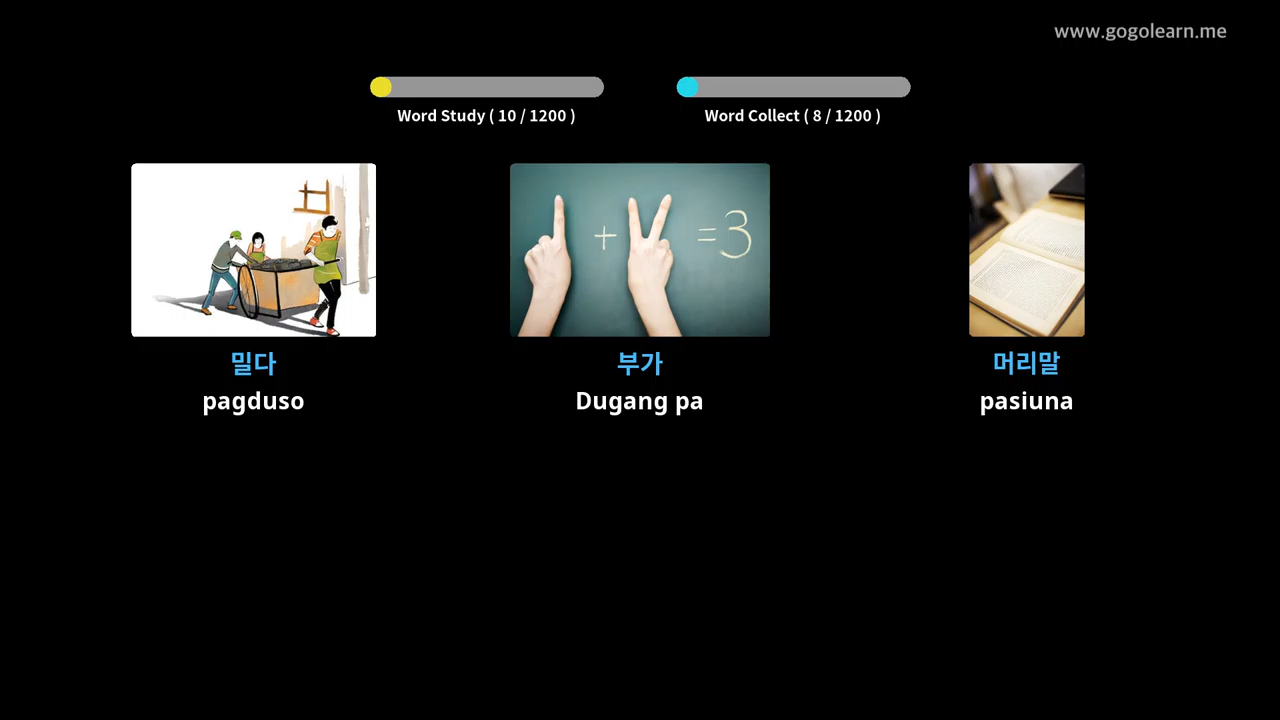 www.gogolearn.me
Word Study ( 10 / 1200 )
Word Collect ( 8 / 1200 )
+ = 3
밀다
부가
머리말
pagduso
Dugang pa
pasiuna